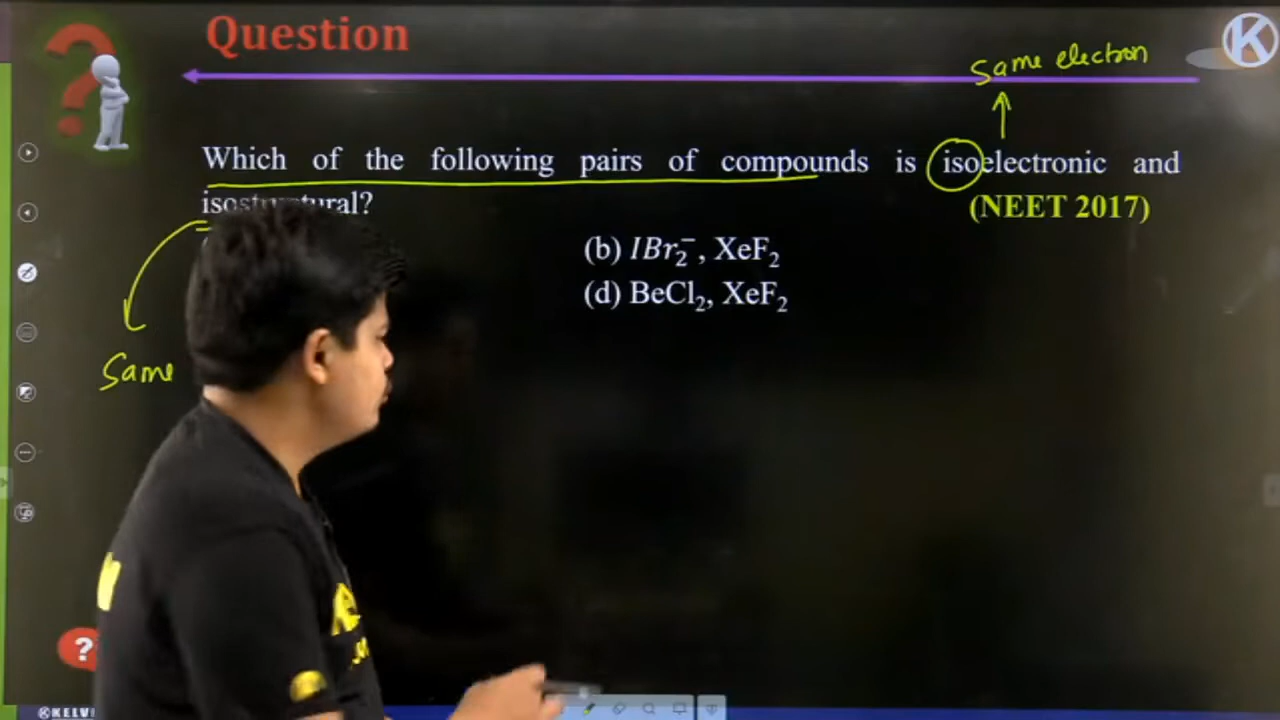 Question
Same electron
Which of the following pairs of compounds is isoelectronic and
isostructural?
(NEET 2017)
(b) IBr₂⁻, XeF₂
(d) BeCl₂, XeF₂
Same
?
K